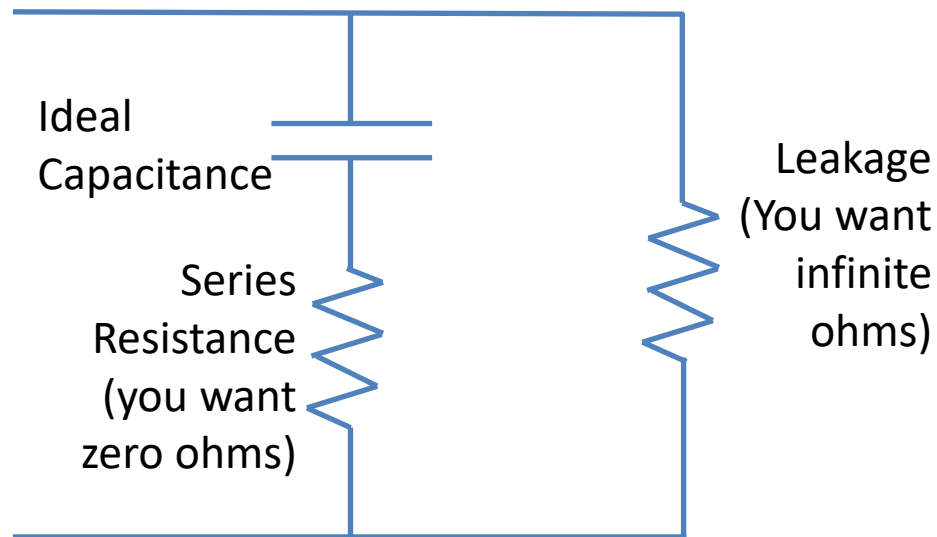 Ideal
Capacitance
Series
Resistance
(you want
zero ohms)
Leakage
(You want
infinite
ohms)